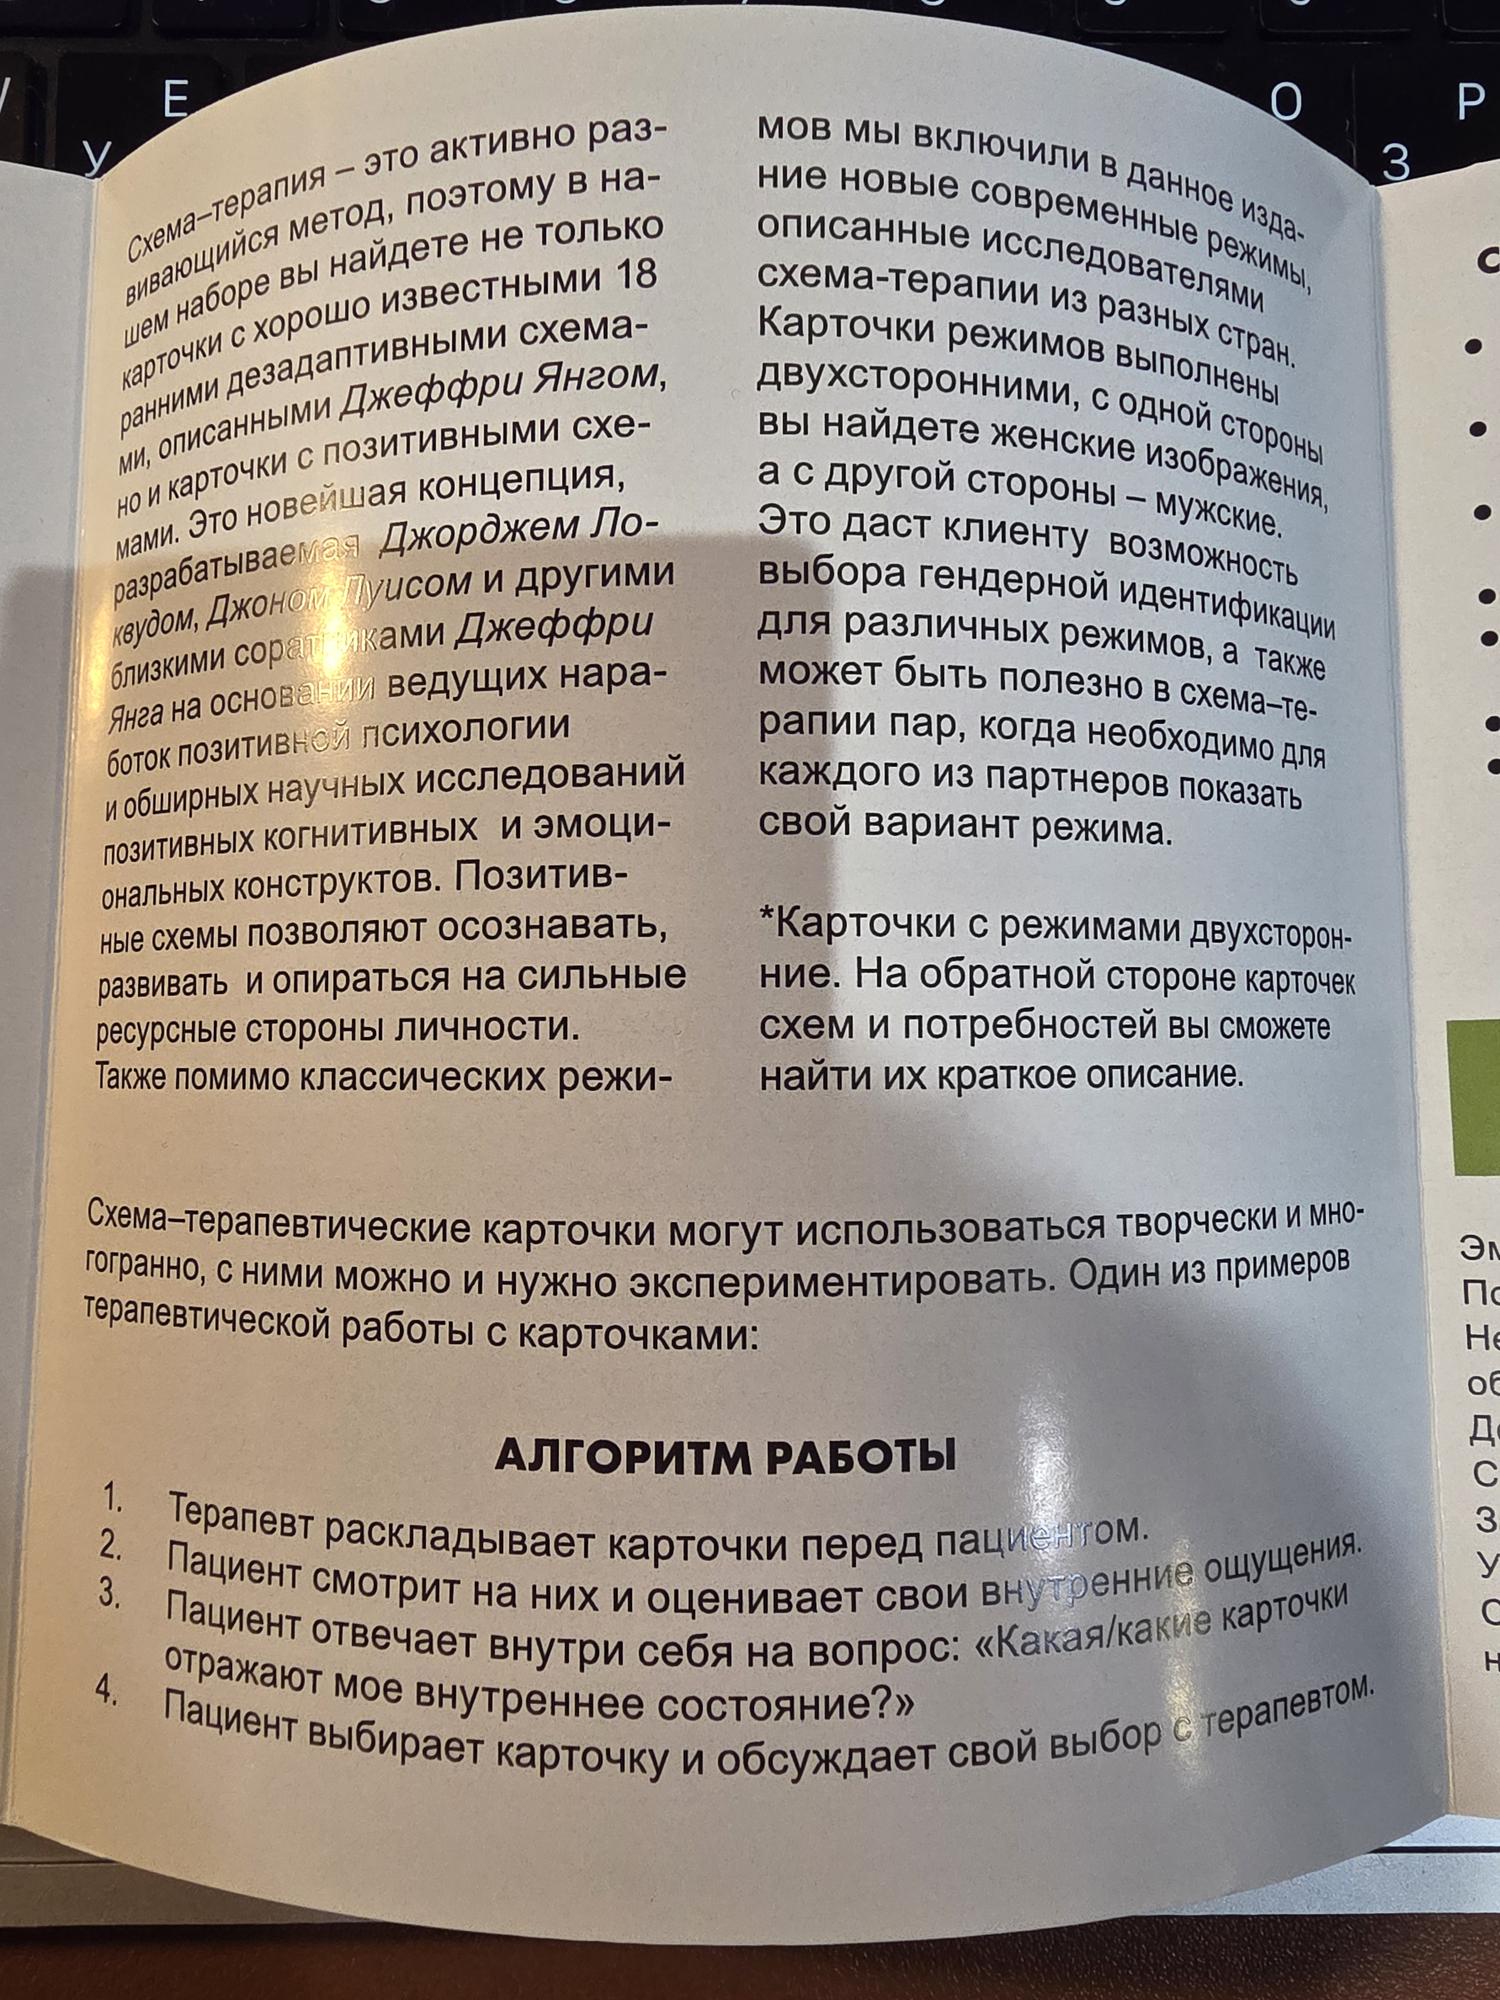 Схема–терапия – это активно раз-
вивающийся метод, поэтому в на-
шем наборе вы найдете не только
карточки с хорошо известными 18
ранними дезадаптивными схема-
ми, описанными Джеффри Янгом,
но и карточки с позитивными схе-
мами. Это новейшая концепция,
разрабатываемая Джорджем Ло-
квудом, Джоном Луисом и другими
близкими соратниками Джеффри
Янга на основании ведущих нара-
боток позитивной психологии
и обширных научных исследований
позитивных когнитивных и эмоци-
ональных конструктов. Позитив-
ные схемы позволяют осознавать,
развивать и опираться на сильные
ресурсные стороны личности.
Также помимо классических режи-
мов мы включили в данное изда-
ние новые современные режимы,
описанные исследователями
схема-терапии из разных стран.
Карточки режимов выполнены
двухсторонними, с одной стороны
вы найдете женские изображения,
а с другой стороны – мужские.
Это даст клиенту возможность
выбора гендерной идентификации
для различных режимов, а также
может быть полезно в схема–те-
рапии пар, когда необходимо для
каждого из партнеров показать
свой вариант режима.
*Карточки с режимами двухсторон-
ние. На обратной стороне карточек
схем и потребностей вы сможете
найти их краткое описание.
Схема–терапевтические карточки могут использоваться творчески и мно-
гогранно, с ними можно и нужно экспериментировать. Один из примеров
терапевтической работы с карточками:
АЛГОРИТМ РАБОТЫ
1. Терапевт раскладывает карточки перед пациентом.
2. Пациент смотрит на них и оценивает свои внутренние ощущения.
3. Пациент отвечает внутри себя на вопрос: «Какая/какие карточки
отражают мое внутреннее состояние?»
4. Пациент выбирает карточку и обсуждает свой выбор с терапевтом.